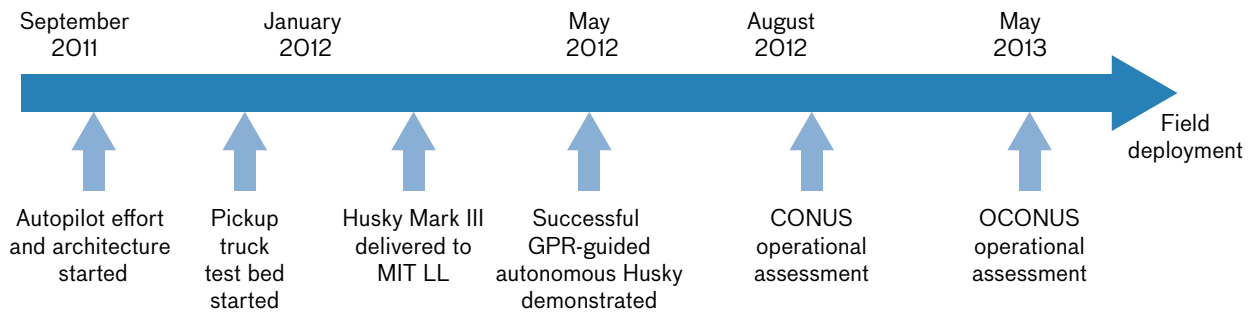 September
2011
January
2012
May
2012
August
2012
May
2013
Field
deployment
Autopilot effort
and architecture
started
Pickup
truck
test bed
started
Husky Mark III
delivered to
MIT LL
Successful
GPR-guided
autonomous Husky
demonstrated
CONUS
operational
assessment
OCONUS
operational
assessment